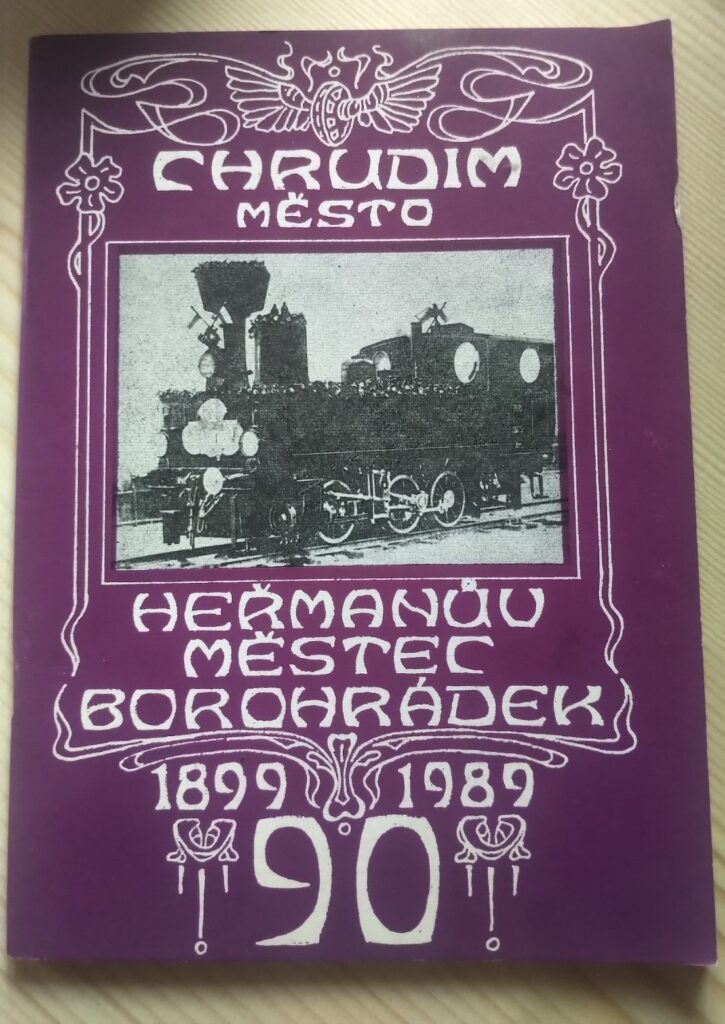 CHRUDIM
MĚSTO
HEŘMANŮV
MĚSTEC
BOROHRÁDEK
1899 1989
90